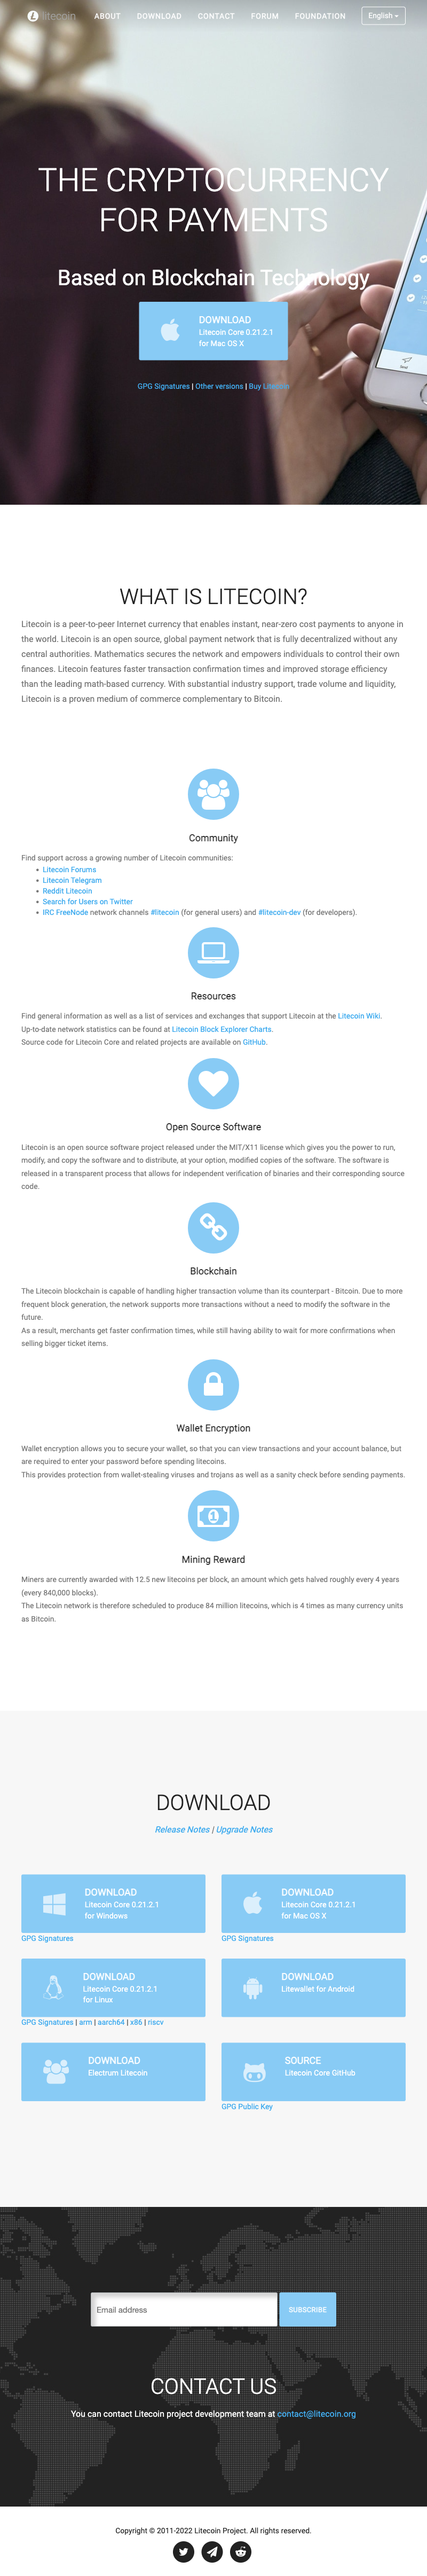 litecoin ABOUT DOWNLOAD CONTACT FORUM FOUNDATION English
THE CRYPTOCURRENCY
FOR PAYMENTS
Based on Blockchain Technology
DOWNLOAD
Litecoin Core 0.21.2.1
for Mac OS X
GPG Signatures | Other versions | Buy Litecoin
Send
WHAT IS LITECOIN?
Litecoin is a peer-to-peer Internet currency that enables instant, near-zero cost payments to anyone in
the world. Litecoin is an open source, global payment network that is fully decentralized without any
central authorities. Mathematics secures the network and empowers individuals to control their own
finances. Litecoin features faster transaction confirmation times and improved storage efficiency
than the leading math-based currency. With substantial industry support, trade volume and liquidity,
Litecoin is a proven medium of commerce complementary to Bitcoin.
Community
Find support across a growing number of Litecoin communities:
• Litecoin Forums
• Litecoin Telegram
• Reddit Litecoin
• Search for Users on Twitter
• IRC FreeNode network channels #litecoin (for general users) and #litecoin-dev (for developers).
Resources
Find general information as well as a list of services and exchanges that support Litecoin at the Litecoin Wiki.
Up-to-date network statistics can be found at Litecoin Block Explorer Charts.
Source code for Litecoin Core and related projects are available on GitHub.
Open Source Software
Litecoin is an open source software project released under the MIT/X11 license which gives you the power to run,
modify, and copy the software and to distribute, at your option, modified copies of the software. The software is
released in a transparent process that allows for independent verification of binaries and their corresponding source
code.
Blockchain
The Litecoin blockchain is capable of handling higher transaction volume than its counterpart - Bitcoin. Due to more
frequent block generation, the network supports more transactions without a need to modify the software in the
future.
As a result, merchants get faster confirmation times, while still having ability to wait for more confirmations when
selling bigger ticket items.
Wallet Encryption
Wallet encryption allows you to secure your wallet, so that you can view transactions and your account balance, but
are required to enter your password before spending litecoins.
This provides protection from wallet-stealing viruses and trojans as well as a sanity check before sending payments.
1
Mining Reward
Miners are currently awarded with 12.5 new litecoins per block, an amount which gets halved roughly every 4 years
(every 840,000 blocks).
The Litecoin network is therefore scheduled to produce 84 million litecoins, which is 4 times as many currency units
as Bitcoin.
DOWNLOAD
Release Notes | Upgrade Notes
DOWNLOAD
Litecoin Core 0.21.2.1
for Windows
GPG Signatures
DOWNLOAD
Litecoin Core 0.21.2.1
for Mac OS X
GPG Signatures
DOWNLOAD
Litecoin Core 0.21.2.1
for Linux
GPG Signatures | arm | aarch64 | x86 | riscv
DOWNLOAD
Litewallet for Android
DOWNLOAD
Electrum Litecoin
SOURCE
Litecoin Core GitHub
GPG Public Key
Email address
SUBSCRIBE
CONTACT US
You can contact Litecoin project development team at contact@litecoin.org
Copyright © 2011-2022 Litecoin Project. All rights reserved.